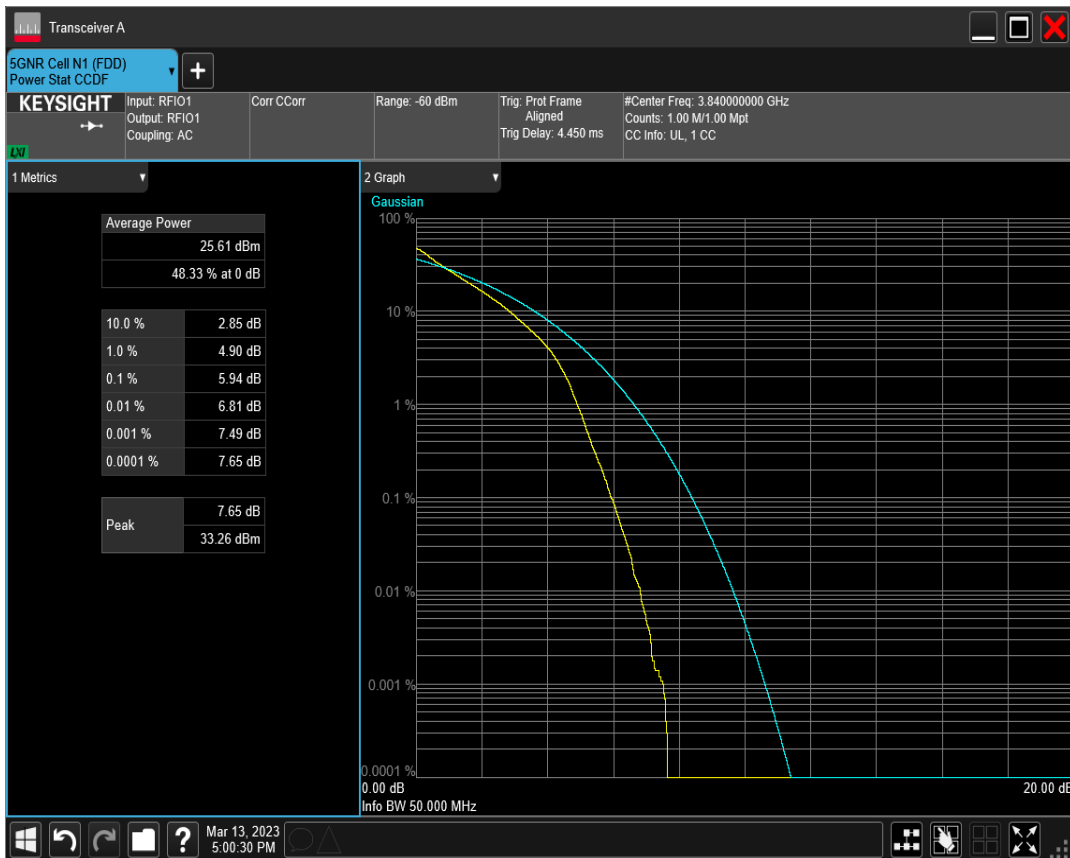 Transceiver A
5GNR Cell N1 (FDD)
Power Stat CCDF
KEYSIGHT
LXI
Input: RFIO1
Output: RFIO1
Coupling: AC
Corr CCorr
Range: -60 dBm
Trig: Prot Frame
Aligned
Trig Delay: 4.450 ms
#Center Freq: 3.840000000 GHz
Counts: 1.00 M/1.00 Mpt
CC Info: UL, 1 CC
1 Metrics
Average Power
25.61 dBm
48.33 % at 0 dB
10.0 % 2.85 dB
1.0 % 4.90 dB
0.1 % 5.94 dB
0.01 % 6.81 dB
0.001 % 7.49 dB
0.0001 % 7.65 dB
Peak
7.65 dB
33.26 dBm
2 Graph
Gaussian
100 %
10 %
1 %
0.1 %
0.01 %
0.001 %
0.0001 %
0.00 dB 20.00 dB
Info BW 50.000 MHz
Mar 13, 2023
5:00:30 PM